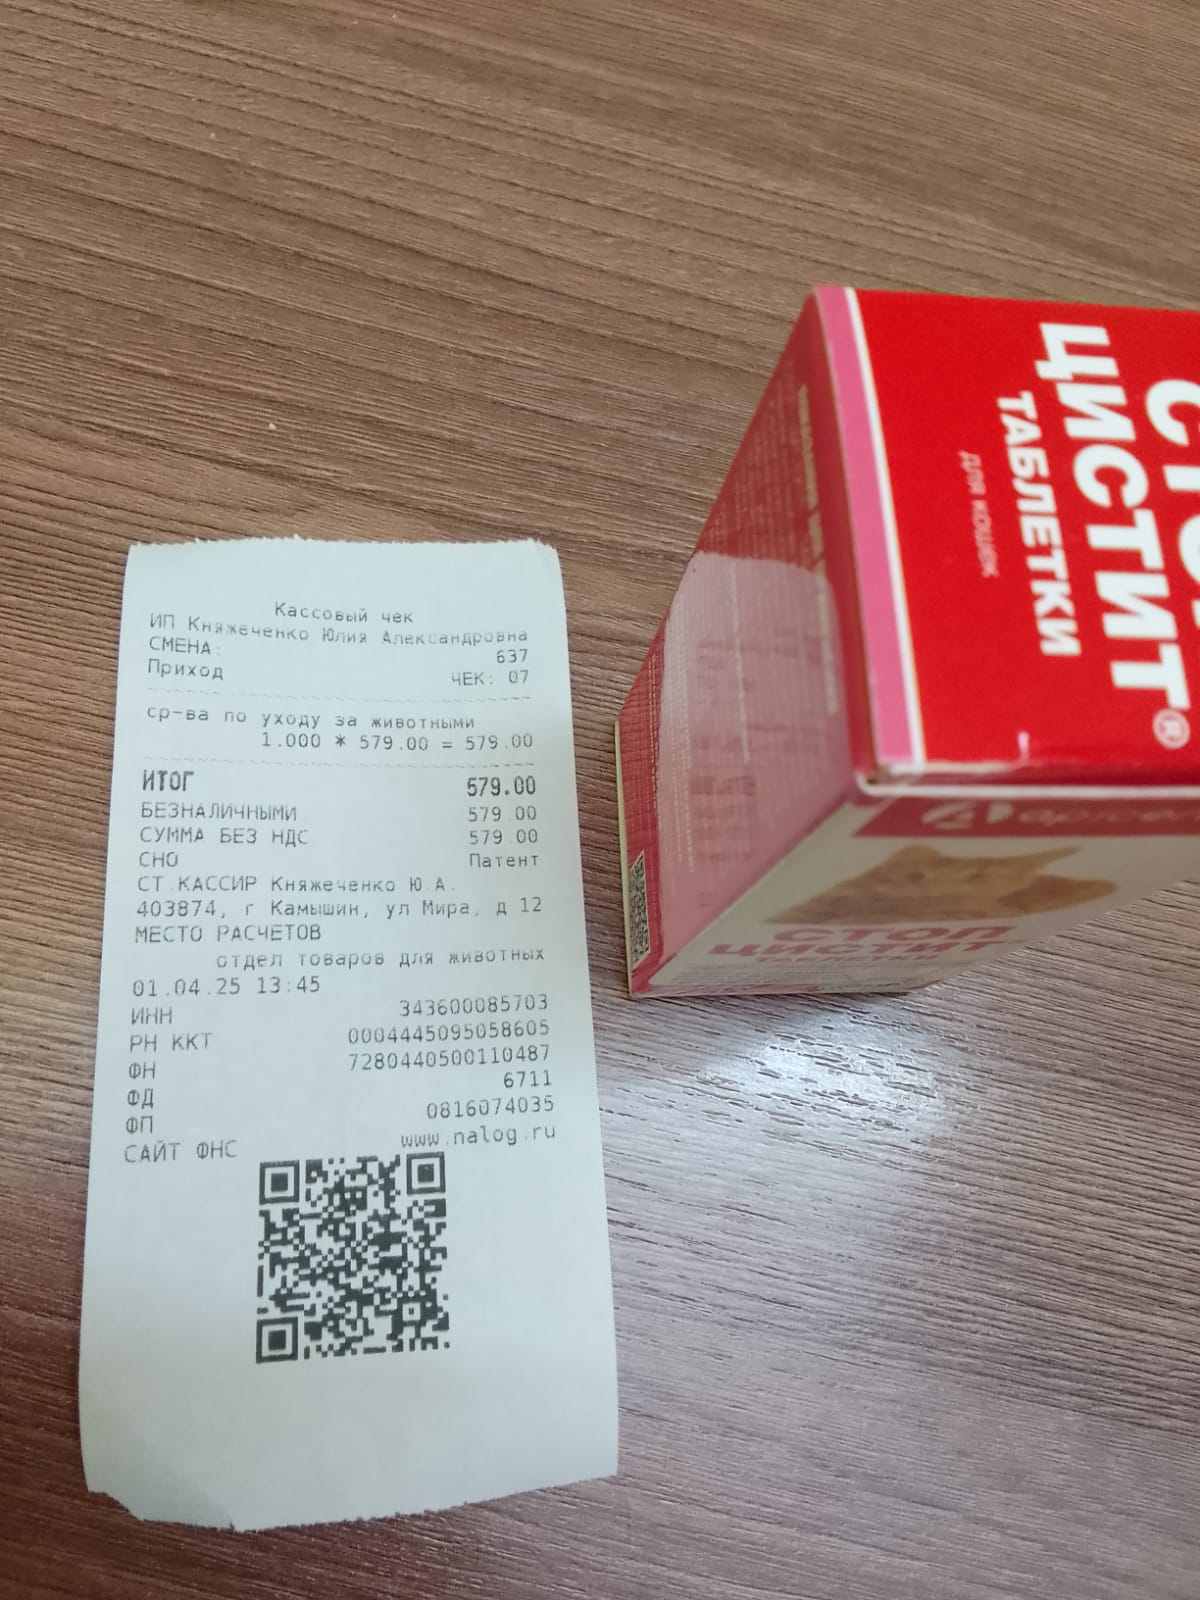 Кассовый чек
ИП Княжеченко Юлия Александровна
СМЕНА: 637
Приход ЧЕК: 07
ср-ва по уходу за животными
1.000 * 579.00 = 579.00
ИТОГ 579.00
БЕЗНАЛИЧНЫМИ 579.00
СУММА БЕЗ НДС 579.00
СНО Патент
СТ.КАССИР Княжеченко Ю.А.
403874, г Камышин, ул Мира, д 12
МЕСТО РАСЧЕТОВ
отдел товаров для животных
01.04.25 13:45
ИНН 343600085703
РН ККТ 0004445095058605
ФН 7280440500110487
ФД 6711
ФП 0816074035
САЙТ ФНС www.nalog.ru
ЦИСТИТ®
ТАБЛЕТКИ
для кошек
СТОП
ЦИСТИТ